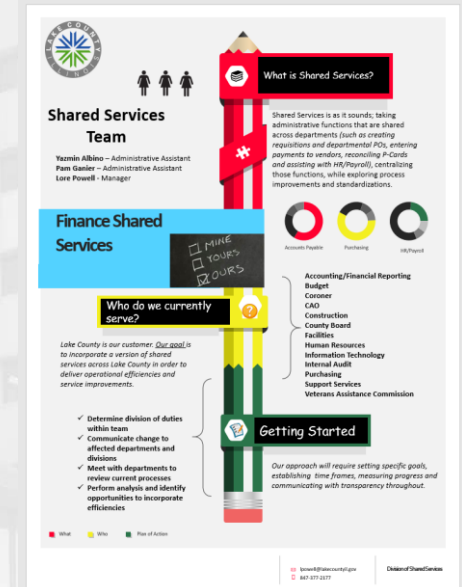 LAKE COUNTY
ILLINOIS
What is Shared Services?
Shared Services
Team
Yazmin Albino – Administrative Assistant
Pam Ganier – Administrative Assistant
Lore Powell - Manager
Shared Services is as it sounds; taking
administrative functions that are shared
across departments (such as creating
requisitions and departmental POs, entering
payments to vendors, reconciling P-Cards
and assisting with HR/Payroll), centralizing
those functions, while exploring process
improvements and standardizations.
#
Accounts Payable
Purchasing
HR/Payroll
Finance Shared
Services
MINE
YOURS
OURS
Who do we currently
serve?
?
Accounting/Financial Reporting
Budget
Coroner
CAO
Construction
County Board
Facilities
Human Resources
Information Technology
Internal Audit
Purchasing
Support Services
Veterans Assistance Commission
Lake County is our customer. Our goal is
to incorporate a version of shared
services across Lake County in order to
deliver operational efficiencies and
service improvements.
✓ Determine division of duties
within team
✓ Communicate change to
affected departments and
divisions
✓ Meet with departments to
review current processes
✓ Perform analysis and identify
opportunities to incorporate
efficiencies
Getting Started
Our approach will require setting specific goals,
establishing time frames, measuring progress and
communicating with transparency throughout.
What
Who
Plan of Action
lpowell@lakecountyil.gov
847-377-2177
Division of Shared Services